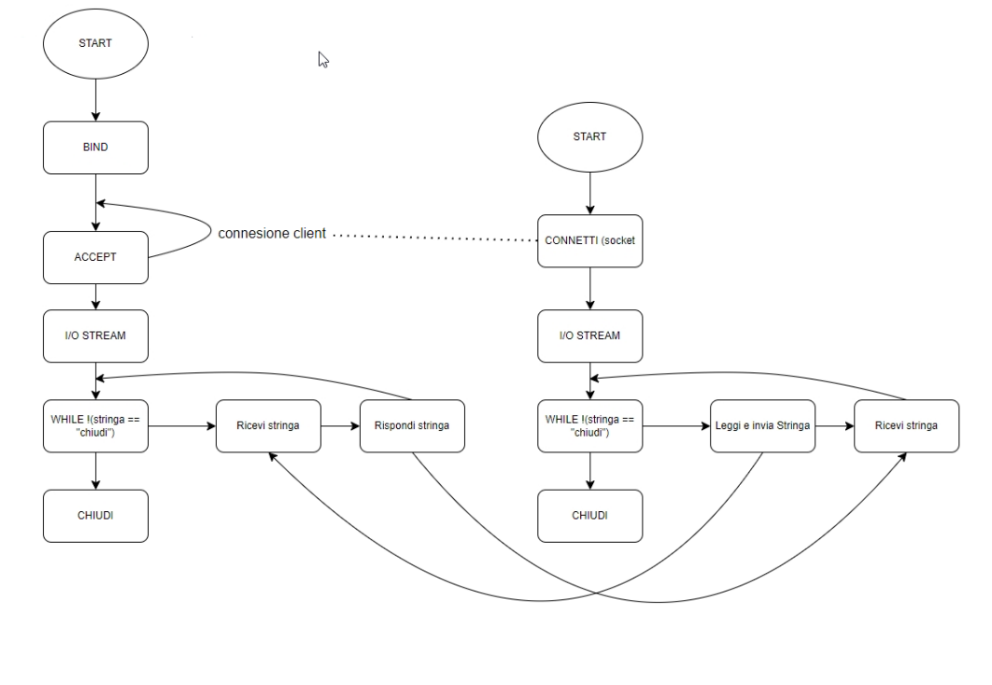 START
BIND
ACCEPT
connesione client
I/O STREAM
WHILE !(stringa ==
"chiudi")
Ricevi stringa
Rispondi stringa
CHIUDI
START
CONNETTI (socket
I/O STREAM
WHILE !(stringa ==
"chiudi")
Leggi e invia Stringa
Ricevi stringa
CHIUDI